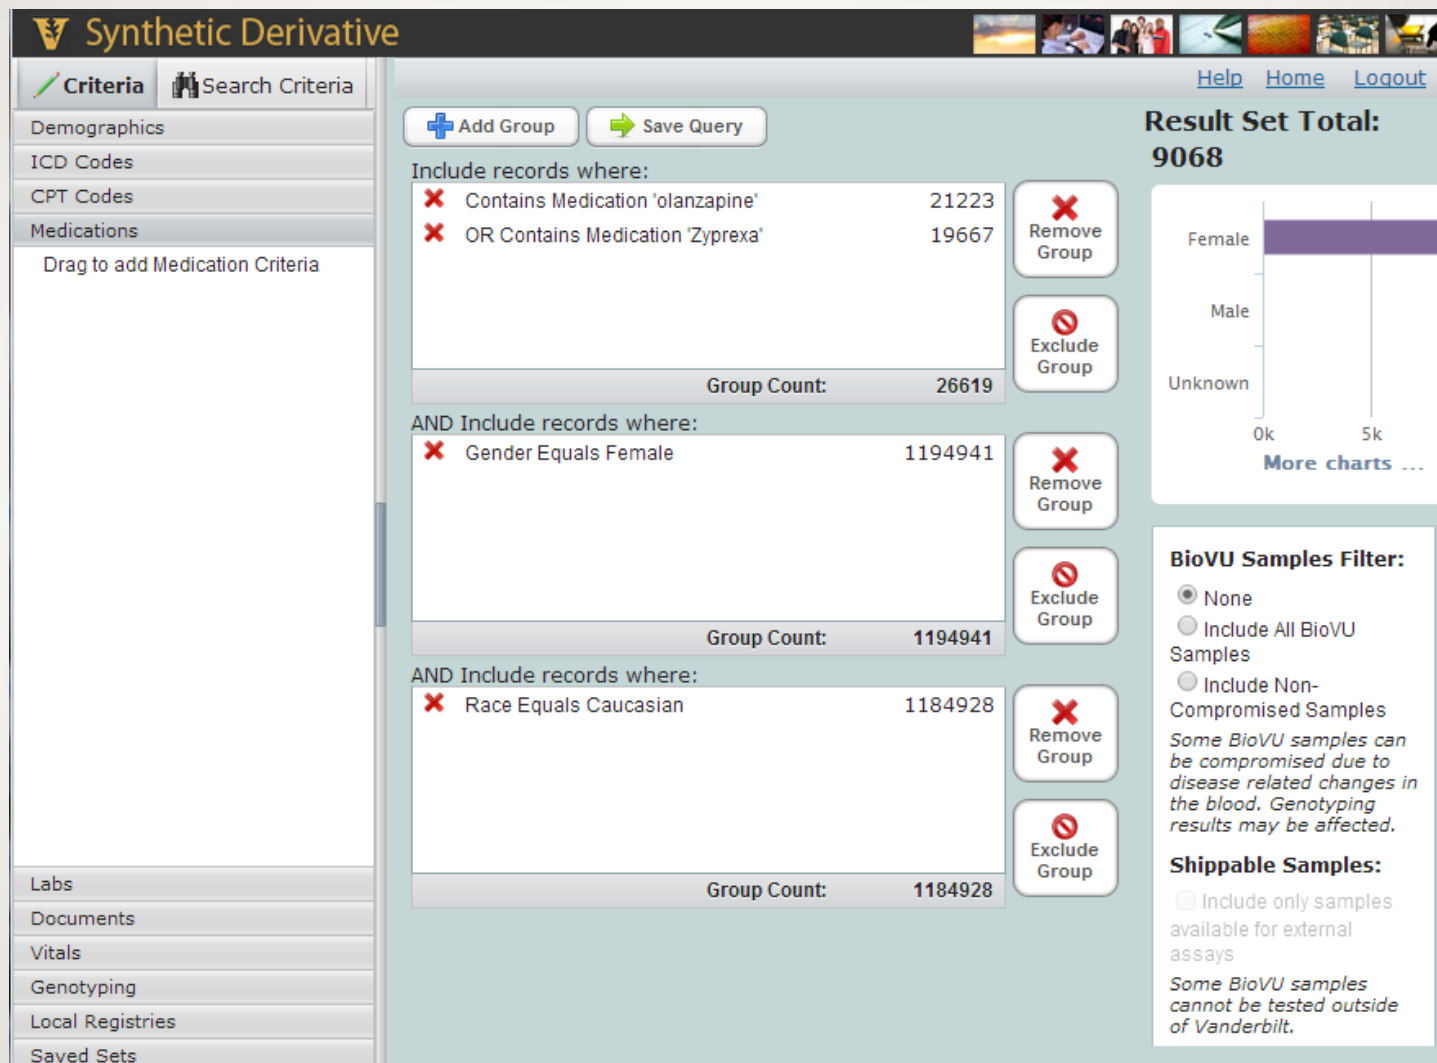 Synthetic Derivative
Criteria
Search Criteria
Help Home Logout
Demographics
ICD Codes
CPT Codes
Medications
Drag to add Medication Criteria
Labs
Documents
Vitals
Genotyping
Local Registries
Saved Sets
Add Group
Save Query
Include records where:
Contains Medication 'olanzapine' 21223
OR Contains Medication 'Zyprexa' 19667
Group Count: 26619
Remove
Group
Exclude
Group
AND Include records where:
Gender Equals Female 1194941
Group Count: 1194941
Remove
Group
Exclude
Group
AND Include records where:
Race Equals Caucasian 1184928
Group Count: 1184928
Remove
Group
Exclude
Group
Result Set Total:
9068
Female
Male
Unknown
0k 5k
More charts ...
BioVU Samples Filter:
None
Include All BioVU
Samples
Include Non-
Compromised Samples
Some BioVU samples can
be compromised due to
disease related changes in
the blood. Genotyping
results may be affected.
Shippable Samples:
Include only samples
available for external
assays
Some BioVU samples
cannot be tested outside
of Vanderbilt.